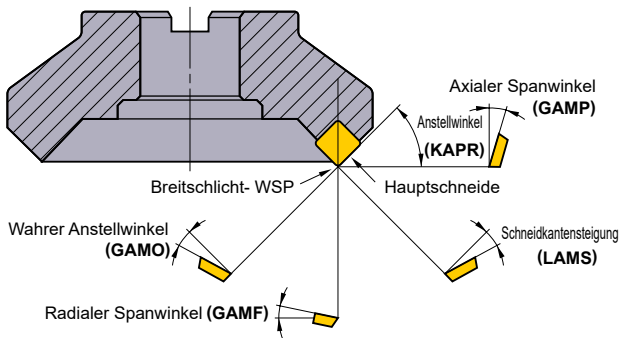 Axialer Spanwinkel
(GAMP)
Anstellwinkel
(KAPR)
Breitschlicht- WSP
Hauptschneide
Wahrer Anstellwinkel
(GAMO)
Schneidkantensteigung
(LAMS)
Radialer Spanwinkel (GAMF)